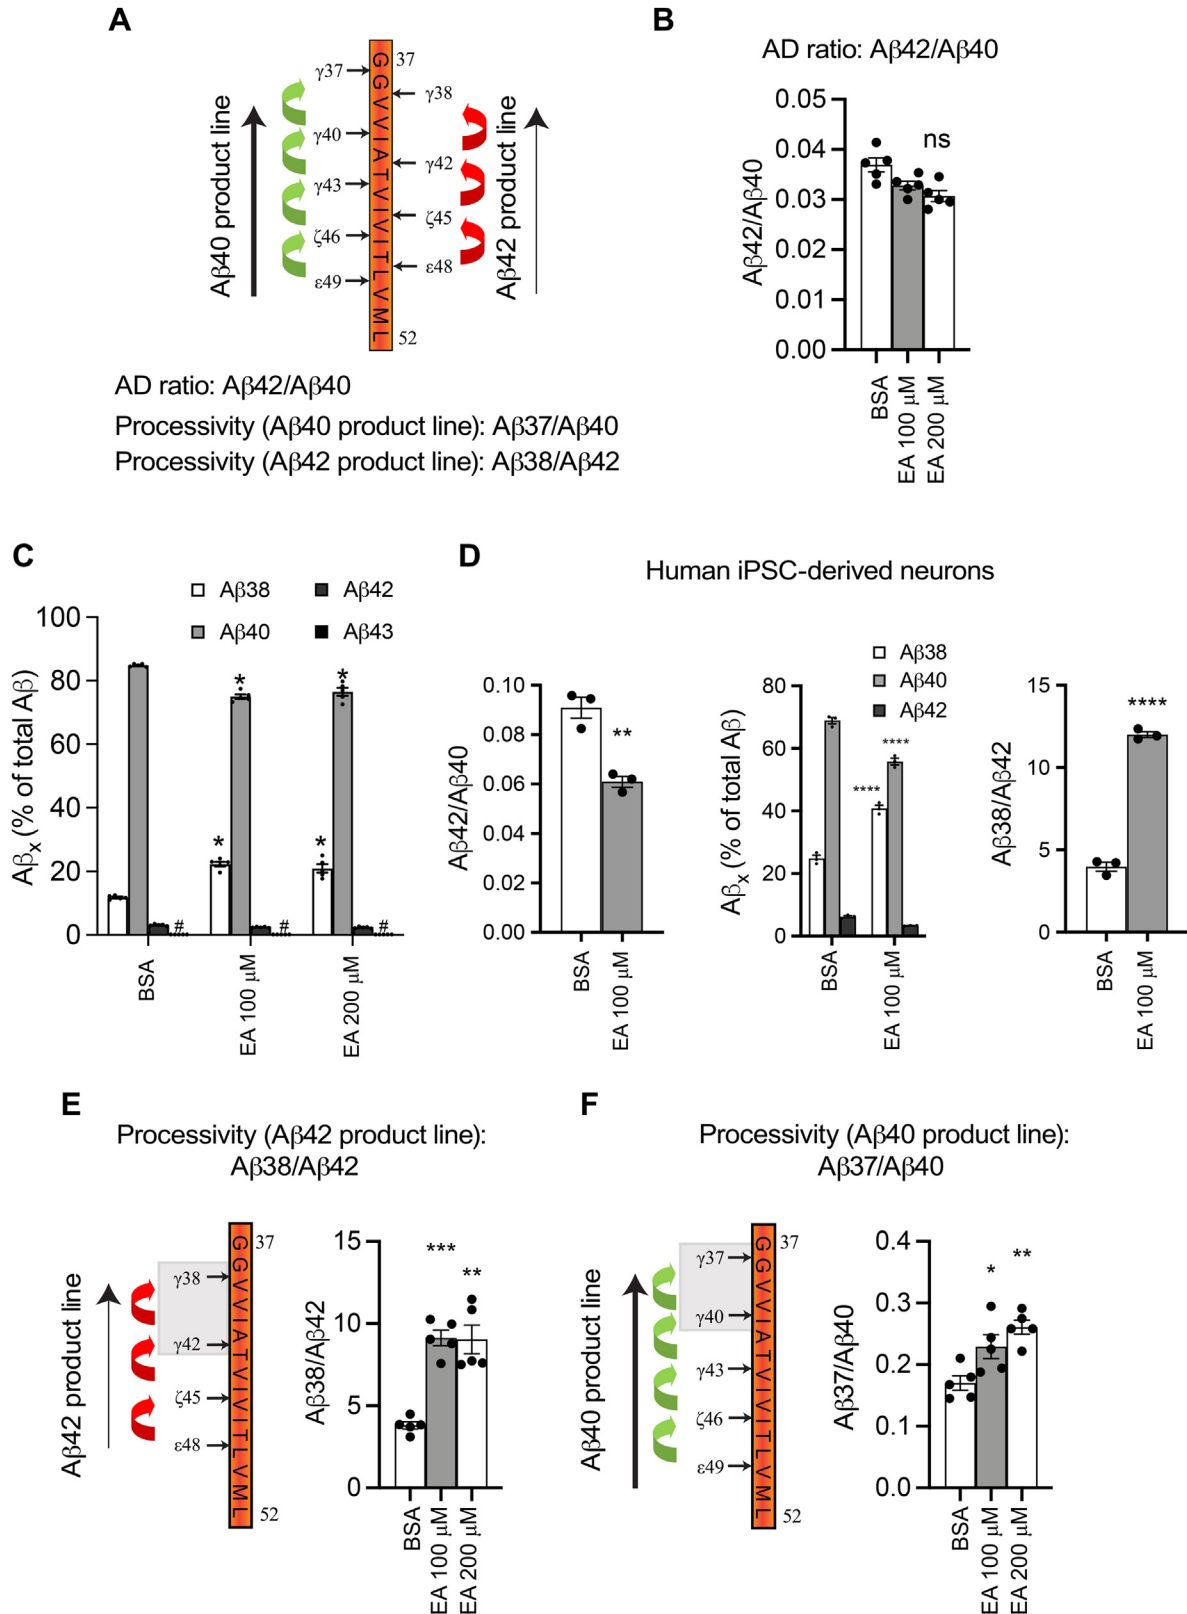 A
Aβ40 product line
γ37
γ40
γ43
ζ46
ε49
37
G
G
V
V
I
A
T
V
I
V
I
T
L
V
M
L
52
γ38
γ42
ζ45
ε48
Aβ42 product line
AD ratio: Aβ42/Aβ40
Processivity (Aβ40 product line): Aβ37/Aβ40
Processivity (Aβ42 product line): Aβ38/Aβ42
B
AD ratio: Aβ42/Aβ40
Aβ42/Aβ40
0.05
0.04
0.03
0.02
0.01
0.00
ns
BSA
EA 100 μM
EA 200 μM
C
Aβ38
Aβ42
Aβ40
Aβ43
Aβx (% of total Aβ)
100
80
60
40
20
0
* *
* *
# # #
BSA
EA 100 μM
EA 200 μM
D
Human iPSC-derived neurons
Aβ42/Aβ40
0.10
0.08
0.06
0.04
0.02
0.00
**
BSA
EA 100 μM
Aβ38
Aβ40
Aβ42
Aβx (% of total Aβ)
80
60
40
20
0
****
****
BSA
EA 100 μM
Aβ38/Aβ42
15
10
5
0
****
BSA
EA 100 μM
E
Processivity (Aβ42 product line):
Aβ38/Aβ42
Aβ42 product line
γ38
γ42
ζ45
ε48
37
G
G
V
V
I
A
T
V
I
V
I
T
L
V
M
L
52
Aβ38/Aβ42
15
10
5
0
***
**
BSA
EA 100 μM
EA 200 μM
F
Processivity (Aβ40 product line):
Aβ37/Aβ40
Aβ40 product line
γ37
γ40
γ43
ζ46
ε49
37
G
G
V
V
I
A
T
V
I
V
I
T
L
V
M
L
52
Aβ37/Aβ40
0.4
0.3
0.2
0.1
0.0
*
**
BSA
EA 100 μM
EA 200 μM